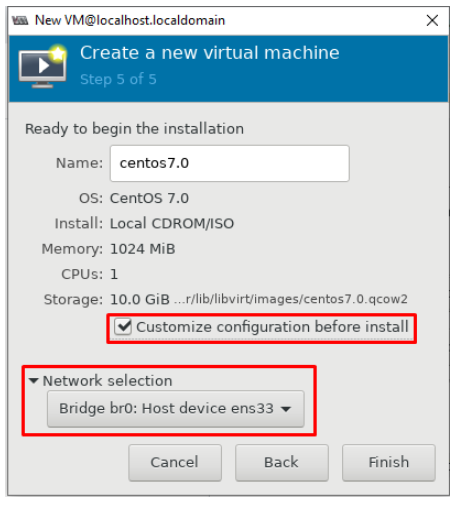 New VM@localhost.localdomain
Create a new virtual machine
Step 5 of 5
Ready to begin the installation
Name: centos7.0
OS: CentOS 7.0
Install: Local CDROM/ISO
Memory: 1024 MiB
CPUs: 1
Storage: 10.0 GiB ...r/lib/libvirt/images/centos7.0.qcow2
Customize configuration before install
Network selection
Bridge br0: Host device ens33
Cancel Back Finish